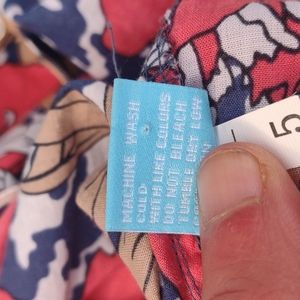 MACHINE WASH
COLD
WITH LIKE COLORS
DO NOT BLEACH
TUMBLE DRY LOW
5